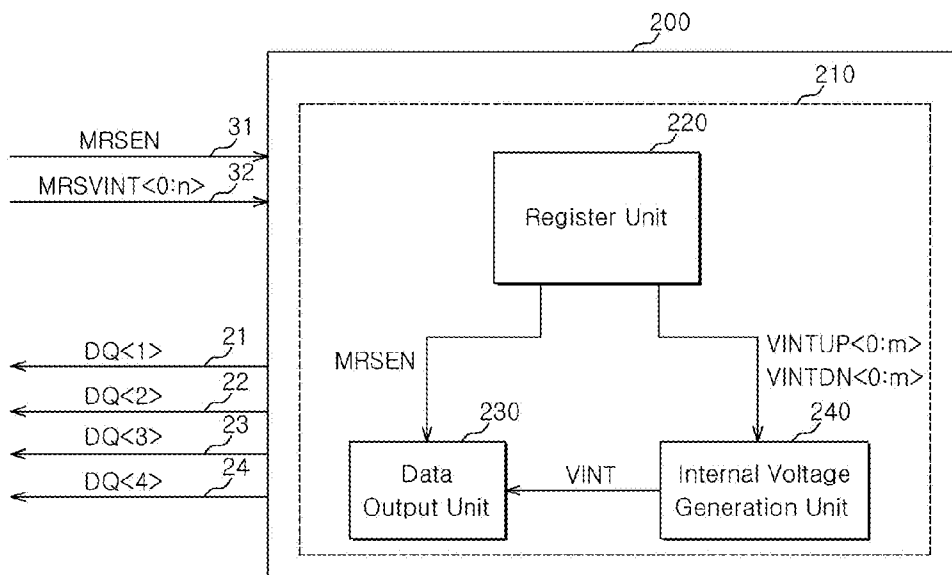 200
210
220
MRSEN
31
MRSVINT<0:n>
32
Register Unit
DQ<1>
21
DQ<2>
22
DQ<3>
23
DQ<4>
24
MRSEN
VINTUP<0:m>
VINTDN<0:m>
230
240
Data
Output Unit
VINT
Internal Voltage
Generation Unit